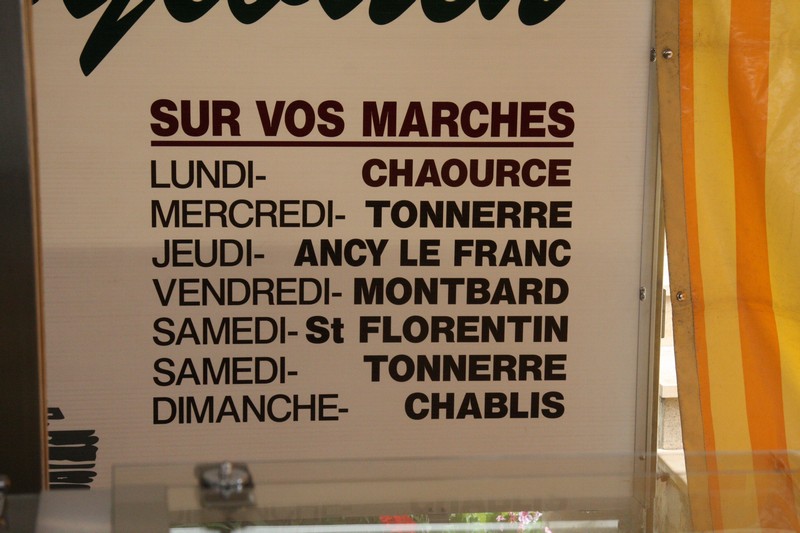 SUR VOS MARCHES
LUNDI- CHAOURCE
MERCREDI- TONNERRE
JEUDI- ANCY LE FRANC
VENDREDI- MONTBARD
SAMEDI- St FLORENTIN
SAMEDI- TONNERRE
DIMANCHE- CHABLIS